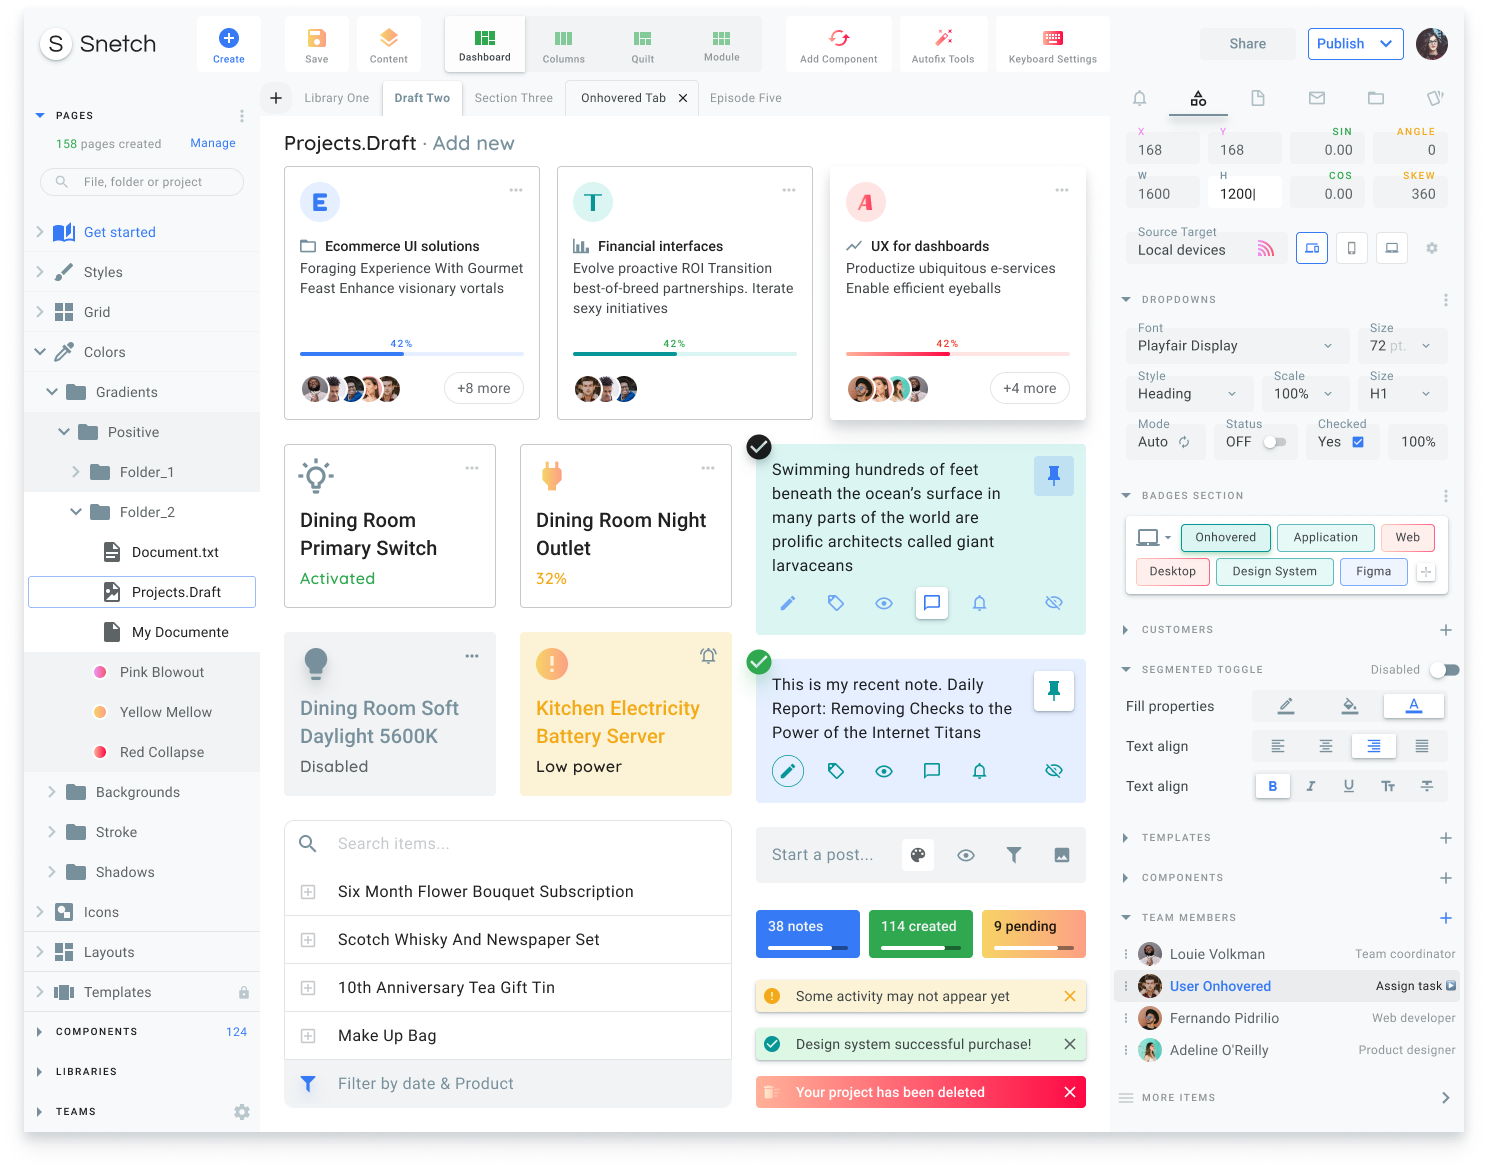 S Snetch
Create
Save
Content
Dashboard
Columns
Quilt
Module
Add Component
Autofix Tools
Keyboard Settings
Share
Publish
Library One
Draft Two
Section Three
Onhovered Tab
Episode Five
PAGES
158 pages created
Manage
File, folder or project
Get started
Styles
Grid
Colors
Gradients
Positive
Folder_1
Folder_2
Document.txt
Projects.Draft
My Documente
Pink Blowout
Yellow Mellow
Red Collapse
Backgrounds
Stroke
Shadows
Icons
Layouts
Templates
COMPONENTS 124
LIBRARIES
TEAMS
Projects.Draft · Add new
E
Ecommerce UI solutions
Foraging Experience With Gourmet
Feast Enhance visionary vortals
42%
+8 more
T
Financial interfaces
Evolve proactive ROI Transition
best-of-breed partnerships. Iterate
sexy initiatives
42%
A
UX for dashboards
Productize ubiquitous e-services
Enable efficient eyeballs
42%
+4 more
Dining Room
Primary Switch
Activated
Dining Room Night
Outlet
32%
Dining Room Soft
Daylight 5600K
Disabled
Kitchen Electricity
Battery Server
Low power
Swimming hundreds of feet
beneath the ocean's surface in
many parts of the world are
prolific architects called giant
larvaceans
This is my recent note. Daily
Report: Removing Checks to the
Power of the Internet Titans
Search items...
Six Month Flower Bouquet Subscription
Scotch Whisky And Newspaper Set
10th Anniversary Tea Gift Tin
Make Up Bag
Filter by date & Product
Start a post...
38 notes
114 created
9 pending
Some activity may not appear yet
Design system successful purchase!
Your project has been deleted
X Y SIN ANGLE
168 168 0.00 0
W H COS SKEW
1600 1200 0.00 360
Source Target
Local devices
DROPDOWNS
Font Size
Playfair Display 72 pt.
Style Scale Size
Heading 100% H1
Mode Status Checked
Auto OFF Yes 100%
BADGES SECTION
Onhovered Application Web
Desktop Design System Figma
CUSTOMERS
SEGMENTED TOGGLE Disabled
Fill properties A
Text align
Text align B I U Tт T
TEMPLATES
COMPONENTS
TEAM MEMBERS
Louie Volkman Team coordinator
User Onhovered Assign task
Fernando Pidrilio Web developer
Adeline O'Reilly Product designer
MORE ITEMS